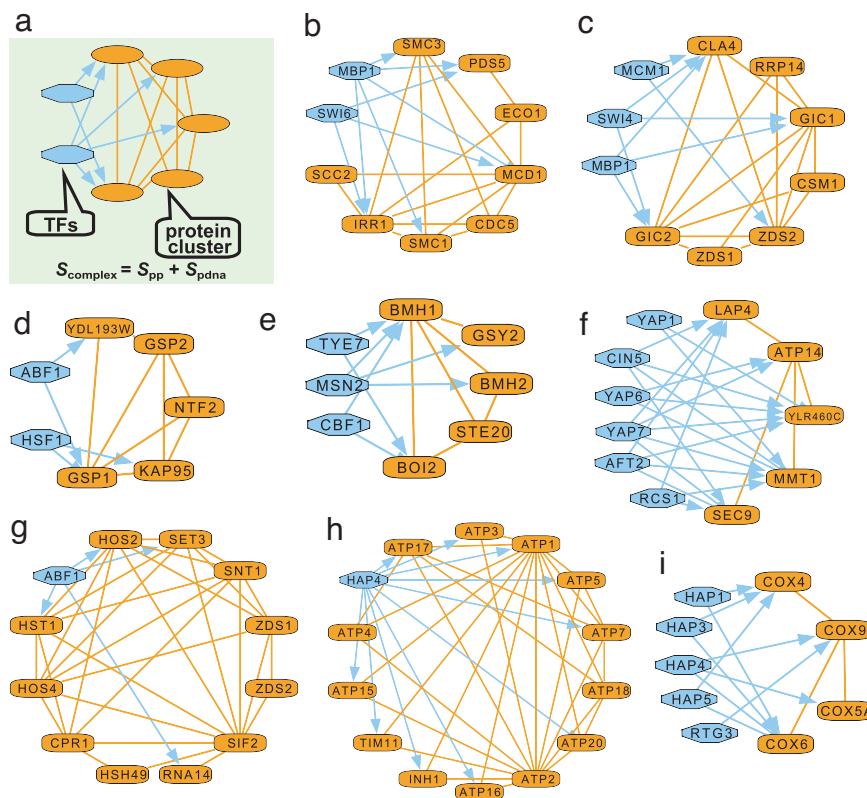 a
TFs
protein
cluster
Scomplex = Spp + Spdna
b
SMC3
MBP1
PDS5
SWI6
ECO1
SCC2
MCD1
IRR1
CDC5
SMC1
c
CLA4
MCM1
RRP14
SWI4
GIC1
MBP1
CSM1
GIC2
ZDS2
ZDS1
d
YDL193W
GSP2
ABF1
NTF2
HSF1
GSP1
KAP95
e
BMH1
TYE7
GSY2
MSN2
BMH2
CBF1
STE20
BOI2
f
LAP4
YAP1
ATP14
CIN5
YAP6
YLR460C
YAP7
AFT2
MMT1
RCS1
SEC9
g
HOS2
SET3
ABF1
SNT1
HST1
ZDS1
HOS4
ZDS2
CPR1
SIF2
HSH49
RNA14
h
ATP3
ATP17
ATP1
HAP4
ATP5
ATP4
ATP7
ATP15
ATP18
TIM11
ATP20
INH1
ATP2
ATP16
i
COX4
HAP1
HAP3
COX9
HAP4
HAP5
COX5A
RTG3
COX6